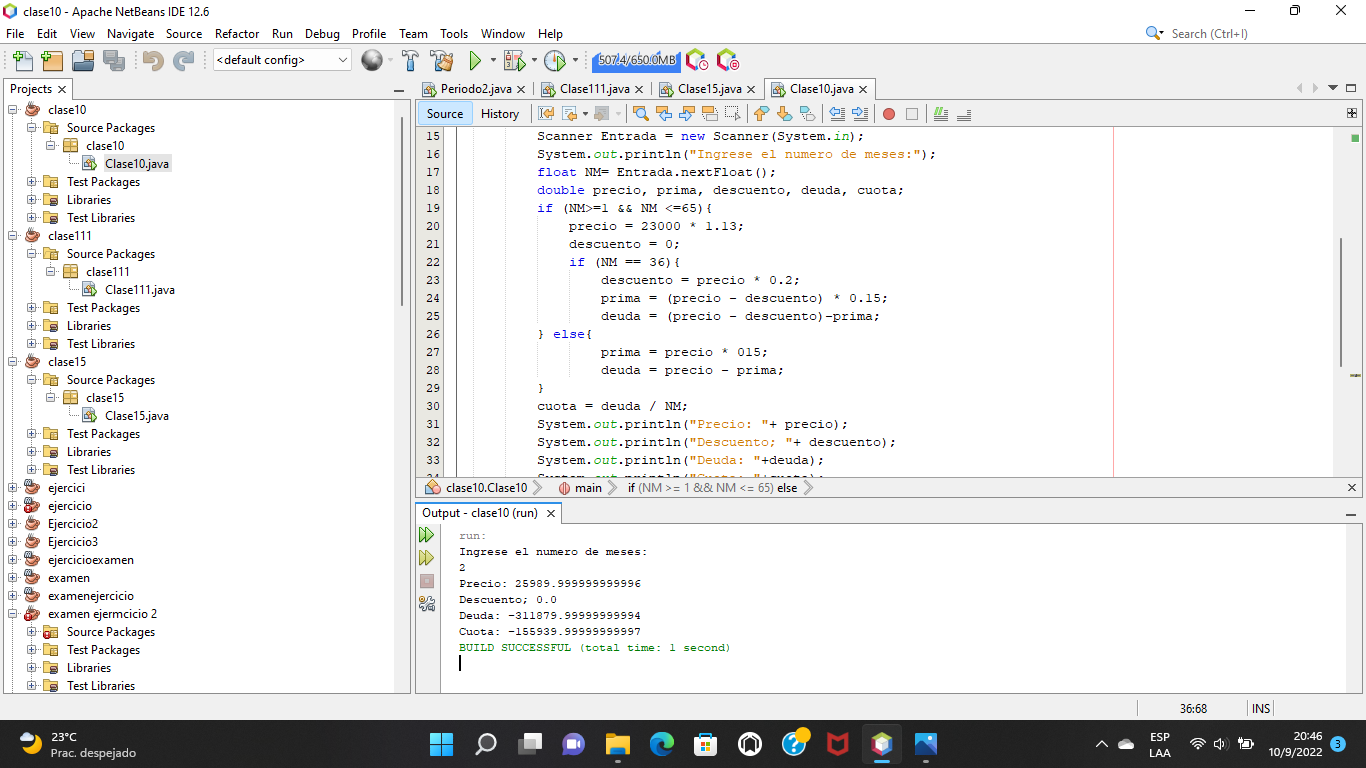 clase10 - Apache NetBeans IDE 12.6
File Edit View Navigate Source Refactor Run Debug Profile Team Tools Window Help
Search (Ctrl+I)
<default config>
507.4/650.0MB
Projects
Periodo2.java
Clase111.java
Clase15.java
Clase10.java
Source History
clase10
Source Packages
clase10
Clase10.java
Test Packages
Libraries
Test Libraries
clase111
Source Packages
clase111
Clase111.java
Test Packages
Libraries
Test Libraries
clase15
Source Packages
clase15
Clase15.java
Test Packages
Libraries
Test Libraries
ejercici
ejercicio
Ejercicio2
Ejercicio3
ejercicioexamen
examen
examenejercicio
examen ejermcicio 2
Source Packages
Test Packages
Libraries
Test Libraries
15 Scanner Entrada = new Scanner(System.in);
16 System.out.println("Ingrese el numero de meses:");
17 float NM= Entrada.nextFloat();
18 double precio, prima, descuento, deuda, cuota;
19 if (NM>=1 && NM <=65){
20 precio = 23000 * 1.13;
21 descuento = 0;
22 if (NM == 36){
23 descuento = precio * 0.2;
24 prima = (precio - descuento) * 0.15;
25 deuda = (precio - descuento)-prima;
26 } else{
27 prima = precio * 015;
28 deuda = precio - prima;
29 }
30 cuota = deuda / NM;
31 System.out.println("Precio: "+ precio);
32 System.out.println("Descuento; "+ descuento);
33 System.out.println("Deuda: "+deuda);
34 System.out.println("Cuota: "+cuota);
clase10.Clase10 main if (NM >= 1 && NM <= 65) else
Output - clase10 (run)
run:
Ingrese el numero de meses:
2
Precio: 25989.999999999996
Descuento; 0.0
Deuda: -311879.99999999994
Cuota: -155939.99999999997
BUILD SUCCESSFUL (total time: 1 second)
36:68 INS
23°C
Prac. despejado
ESP
LAA
20:46
10/9/2022
3